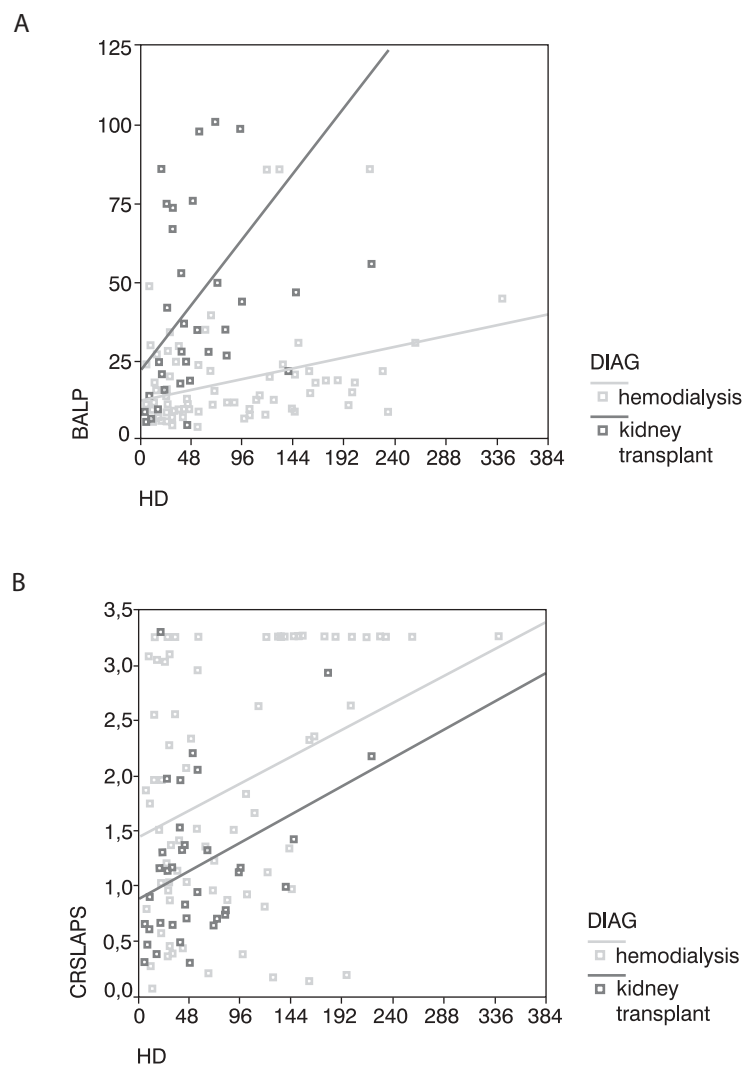 A
125
100
75
50
25
0
BALP
0 48 96 144 192 240 288 336 384
HD
DIAG
hemodialysis
kidney
transplant
B
3,5
3,0
2,5
2,0
1,5
1,0
0,5
0,0
CRSLAPS
0 48 96 144 192 240 288 336 384
HD
DIAG
hemodialysis
kidney
transplant